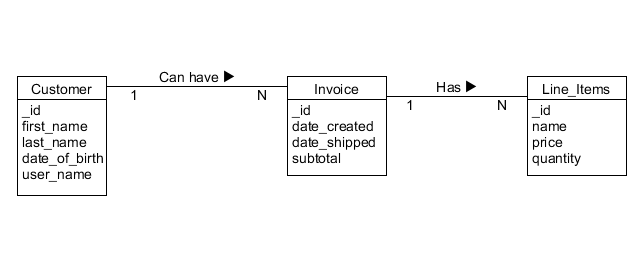 Can have ▶
Has ▶
1
N
1
N
Customer
_id
first_name
last_name
date_of_birth
user_name
Invoice
_id
date_created
date_shipped
subtotal
Line_Items
_id
name
price
quantity